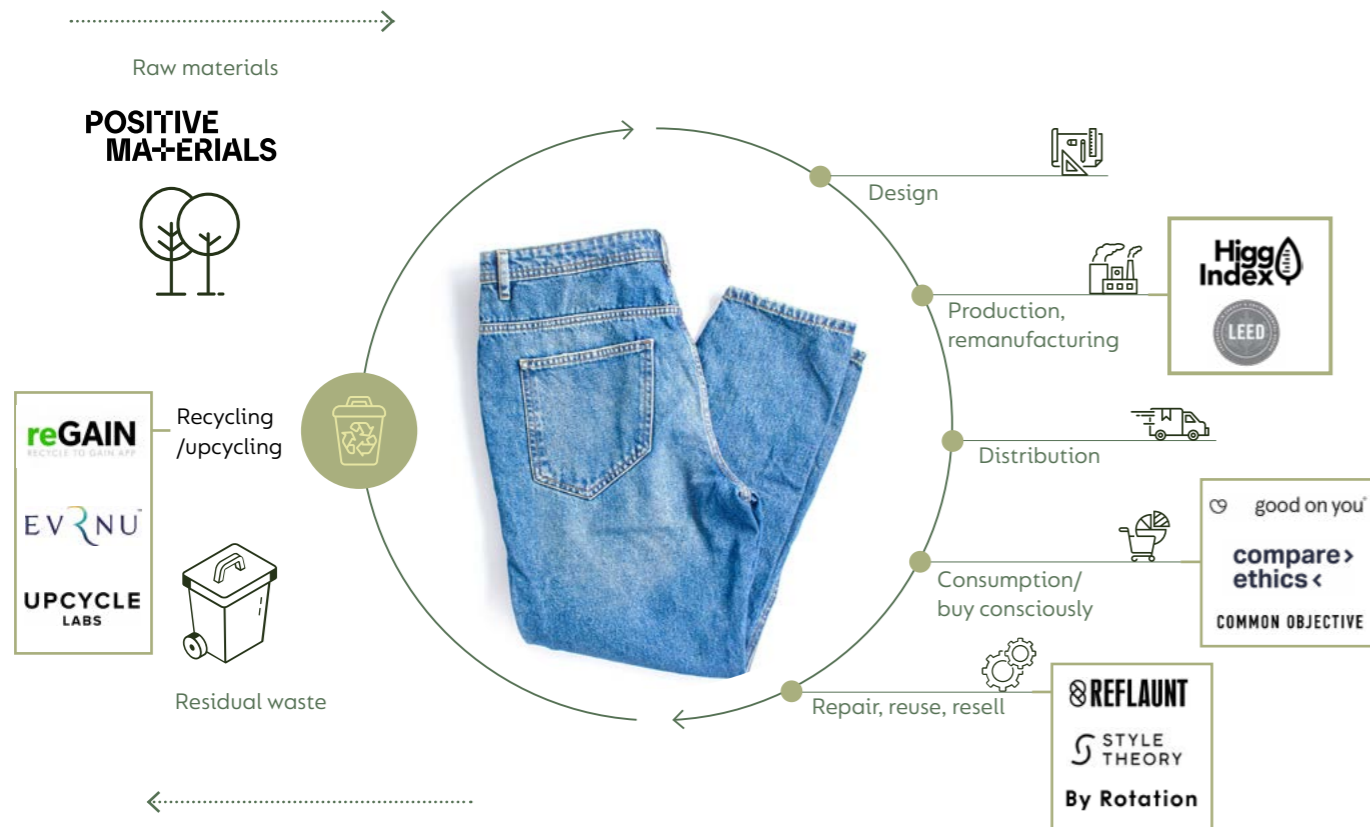 Raw materials
POSITIVE
MATERIALS
Design
Production,
remanufacturing
Higg
Index
LEED
Distribution
Consumption/
buy consciously
good on you
compare>
ethics<
COMMON OBJECTIVE
Repair, reuse, resell
REFLAUNT
STYLE
THEORY
By Rotation
Recycling
/upcycling
reGAIN
RECYCLE TO GAIN APP
EVRNU™
UPCYCLE
LABS
Residual waste